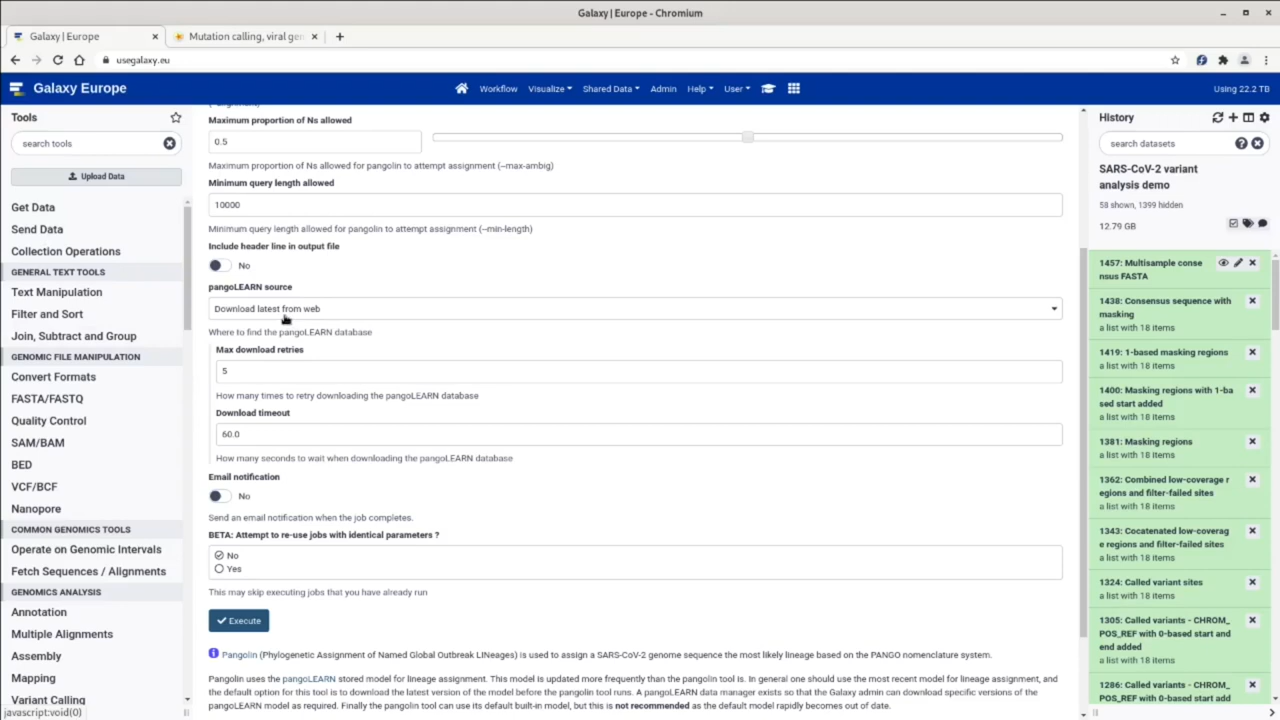 Galaxy | Europe - Chromium
Galaxy | Europe
Mutation calling, viral gen
usegalaxy.eu
Galaxy Europe
Workflow
Visualize
Shared Data
Admin
Help
User
Using 22.2 TB
Tools
search tools
Upload Data
Get Data
Send Data
Collection Operations
GENERAL TEXT TOOLS
Text Manipulation
Filter and Sort
Join, Subtract and Group
GENOMIC FILE MANIPULATION
Convert Formats
FASTA/FASTQ
Quality Control
SAM/BAM
BED
VCF/BCF
Nanopore
COMMON GENOMICS TOOLS
Operate on Genomic Intervals
Fetch Sequences / Alignments
GENOMICS ANALYSIS
Annotation
Multiple Alignments
Assembly
Mapping
Variant Calling
javascript:void(0)
Maximum proportion of Ns allowed
0.5
Maximum proportion of Ns allowed for pangolin to attempt assignment (--max-ambig)
Minimum query length allowed
10000
Minimum query length allowed for pangolin to attempt assignment (--min-length)
Include header line in output file
No
pangoLEARN source
Download latest from web
Where to find the pangoLEARN database
Max download retries
5
How many times to retry downloading the pangoLEARN database
Download timeout
60.0
How many seconds to wait when downloading the pangoLEARN database
Email notification
No
Send an email notification when the job completes.
BETA: Attempt to re-use jobs with identical parameters ?
No
Yes
This may skip executing jobs that you have already run
Execute
Pangolin (Phylogenetic Assignment of Named Global Outbreak LINeages) is used to assign a SARS-CoV-2 genome sequence the most likely lineage based on the PANGO nomenclature system.
Pangolin uses the pangoLEARN stored model for lineage assignment. This model is updated more frequently than the pangolin tool is. In general one should use the most recent model for lineage assignment, and
the default option for this tool is to download the latest version of the model before the pangolin tool runs. A pangoLEARN data manager exists so that the Galaxy admin can download specific versions of the
pangoLEARN model as required. Finally the pangolin tool can use its default built-in model, but this is not recommended as the default model rapidly becomes out of date.
History
search datasets
SARS-CoV-2 variant
analysis demo
58 shown, 1399 hidden
12.79 GB
1457: Multisample conse
nsus FASTA
1438: Consensus sequence with
masking
a list with 18 items
1419: 1-based masking regions
a list with 18 items
1400: Masking regions with 1-ba
sed start added
a list with 18 items
1381: Masking regions
a list with 18 items
1362: Combined low-coverage r
egions and filter-failed sites
a list with 18 items
1343: Cocatenated low-coverag
e regions and filter-failed sites
a list with 18 items
1324: Called variant sites
a list with 18 items
1305: Called variants - CHROM_
POS_REF with 0-based start and
end added
a list with 18 items
1286: Called variants - CHROM_
POS_REF with 0-based start add